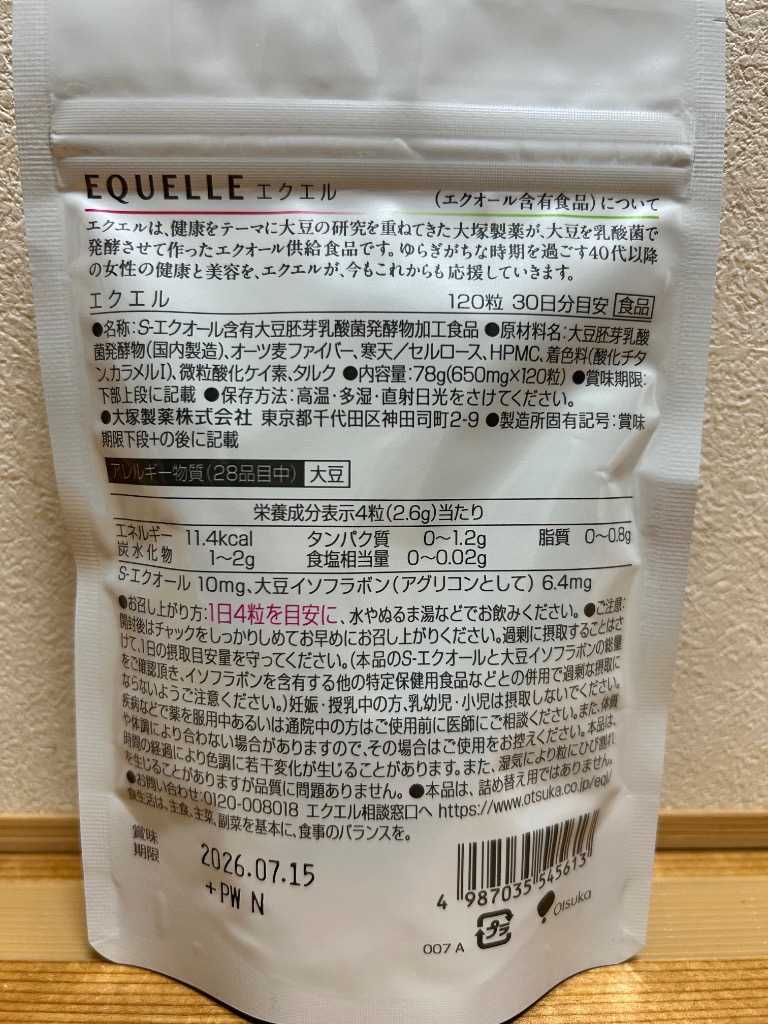 EQUELLE エクエル (エクオール含有食品)について
エクエルは、健康をテーマに大豆の研究を重ねてきた大塚製薬が、大豆を乳酸菌で
発酵させて作ったエクオール供給食品です。ゆらぎがちな時期を過ごす40代以降
の女性の健康と美容を、エクエルが、今もこれからも応援していきます。
エクエル 120粒 30日分目安 食品
●名称:S-エクオール含有大豆胚芽乳酸菌発酵物加工食品 ●原材料名:大豆胚芽乳酸
菌発酵物(国内製造)、オーツ麦ファイバー、寒天/セルロース、HPMC、着色料(酸化チタ
ン、カラメルI)、微粒酸化ケイ素、タルク ●内容量:78g(650mg×120粒) ●賞味期限:
下部上段に記載 ●保存方法:高温・多湿・直射日光をさけてください。
●大塚製薬株式会社 東京都千代田区神田司町2-9 ●製造所固有記号:賞味
期限下段+の後に記載
アレルギー物質(28品目中) 大豆
栄養成分表示4粒(2.6g)当たり
エネルギー 11.4kcal タンパク質 0〜1.2g 脂質 0〜0.8g
炭水化物 1〜2g 食塩相当量 0〜0.02g
S-エクオール 10mg、大豆イソフラボン(アグリコンとして) 6.4mg
●お召し上がり方:1日4粒を目安に、水やぬるま湯などでお飲みください。●ご注意:
開封後はチャックをしっかりしめてお早めにお召し上がりください。過剰に摂取することはさ
けて、1日の摂取目安量を守ってください。(本品のS-エクオールと大豆イソフラボンの総量
をご確認頂き、イソフラボンを含有する他の特定保健用食品などとの併用で過剰な摂取に
ならないようご注意ください。)妊娠・授乳中の方、乳幼児・小児は摂取しないでください。
疾病などで薬を服用中あるいは通院中の方はご使用前に医師にご相談ください。また、体質
や体調により合わない場合がありますので、その場合はご使用をお控えください。本品は、
時間の経過により色調に若干変化が生じることがあります。また、湿気により粒にひび割れ
を生じることがありますが品質に問題ありません。●本品は、詰め替え用ではありません。
●お問い合わせ:0120-008018 エクエル相談窓口へ https://www.otsuka.co.jp/eql/
食生活は、主食、主菜、副菜を基本に、食事のバランスを。
賞味
期限
2026.07.15
+PW N
4 987035 545613
007 A プラ Otsuka